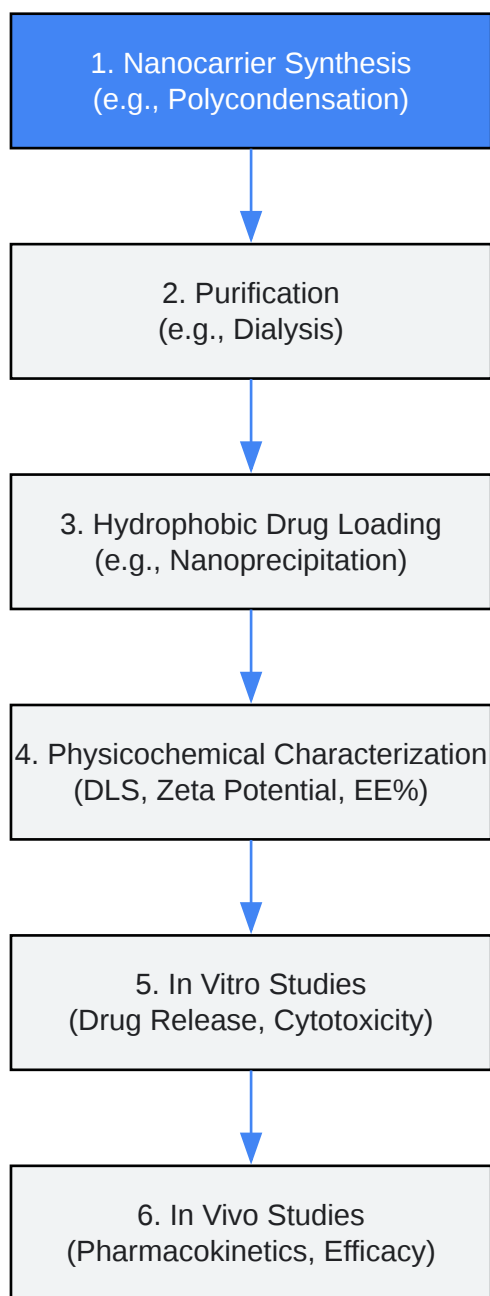 1. Nanocarrier Synthesis
(e.g., Polycondensation)
2. Purification
(e.g., Dialysis)
3. Hydrophobic Drug Loading
(e.g., Nanoprecipitation)
4. Physicochemical Characterization
(DLS, Zeta Potential, EE%)
5. In Vitro Studies
(Drug Release, Cytotoxicity)
6. In Vivo Studies
(Pharmacokinetics, Efficacy)